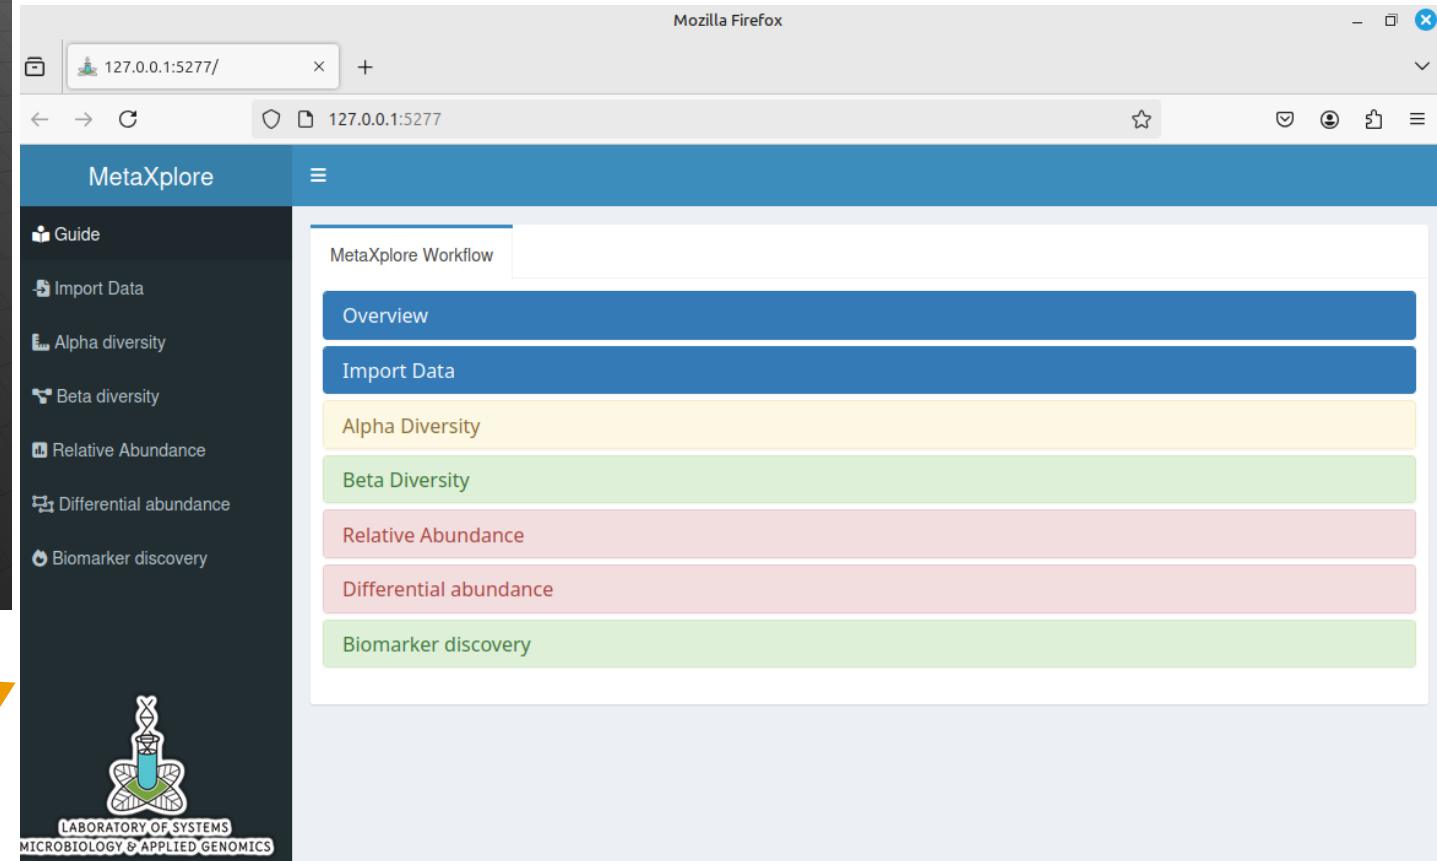 Mozilla Firefox
127.0.0.1:5277/
127.0.0.1:5277
MetaXplore
Guide
Import Data
Alpha diversity
Beta diversity
Relative Abundance
Differential abundance
Biomarker discovery
LABORATORY OF SYSTEMS
MICROBIOLOGY & APPLIED GENOMICS
MetaXplore Workflow
Overview
Import Data
Alpha Diversity
Beta Diversity
Relative Abundance
Differential abundance
Biomarker discovery